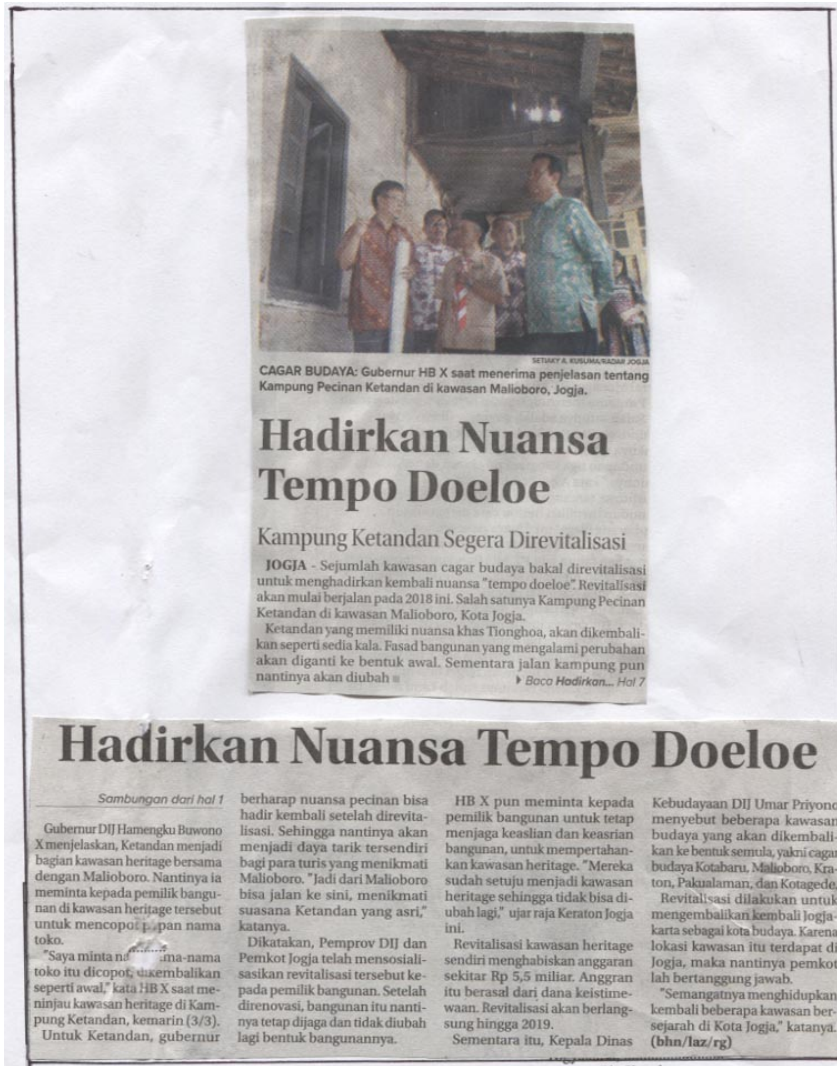 SETIAKY A. KUSUMA/RADAR JOGJA
CAGAR BUDAYA: Gubernur HB X saat menerima penjelasan tentang
Kampung Pecinan Ketandan di kawasan Malioboro, Jogja.
Hadirkan Nuansa
Tempo Doeloe
Kampung Ketandan Segera Direvitalisasi
JOGJA - Sejumlah kawasan cagar budaya bakal direvitalisasi
untuk menghadirkan kembali nuansa "tempo doeloe". Revitalisasi
akan mulai berjalan pada 2018 ini. Salah satunya Kampung Pecinan
Ketandan di kawasan Malioboro, Kota Jogja.
Ketandan yang memiliki nuansa khas Tionghoa, akan dikembali-
kan seperti sedia kala. Fasad bangunan yang mengalami perubahan
akan diganti ke bentuk awal. Sementara jalan kampung pun
nantinya akan diubah
Baca Hadirkan... Hal 7
Hadirkan Nuansa Tempo Doeloe
Sambungan dari hal 1
Gubernur DIJ Hamengku Buwono
X menjelaskan, Ketandan menjadi
bagian kawasan heritage bersama
dengan Malioboro. Nantinya ia
meminta kepada pemilik bangu-
nan di kawasan heritage tersebut
untuk mencopot papan nama
toko.
"Saya minta ma-nama
toko itu dicopot, dikembalikan
seperti awal," kata HB X saat me-
ninjau kawasan heritage di Kam-
pung Ketandan, kemarin (3/3).
Untuk Ketandan, gubernur
berharap nuansa pecinan bisa
hadir kembali setelah direvita-
lisasi. Sehingga nantinya akan
menjadi daya tarik tersendiri
bagi para turis yang menikmati
Malioboro. "Jadi dari Malioboro
bisa jalan ke sini, menikmati
suasana Ketandan yang asri,"
katanya.
Dikatakan, Pemprov DIJ dan
Pemkot Jogja telah mensosiali-
sasikan revitalisasi tersebut ke-
pada pemilik bangunan. Setelah
direnovasi, bangunan itu nanti-
nya tetap dijaga dan tidak diubah
lagi bentuk bangunannya.
HB X pun meminta kepada
pemilik bangunan untuk tetap
menjaga keaslian dan keasrian
bangunan, untuk mempertahan-
kan kawasan heritage. "Mereka
sudah setuju menjadi kawasan
heritage sehingga tidak bisa di-
ubah lagi," ujar raja Keraton Jogja
ini.
Revitalisasi kawasan heritage
sendiri menghabiskan anggaran
sekitar Rp 5,5 miliar. Anggran
itu berasal dari dana keistime-
waan. Revitalisasi akan berlang-
sung hingga 2019.
Sementara itu, Kepala Dinas
Kebudayaan DIJ Umar Priyono
menyebut beberapa kawasan
budaya yang akan dikembali-
kan ke bentuk semula, yakni cagar
budaya Kotabaru, Malioboro, Kra-
ton, Pakualaman, dan Kotagede.
Revitalisasi dilakukan untuk
mengembalikan kembali Jogja-
karta sebagai kota budaya. Karena
lokasi kawasan itu terdapat di
Jogja, maka nantinya pemkot
lah bertanggung jawab.
"Semangatnya menghidupkan
kembali beberapa kawasan ber-
sejarah di Kota Jogja," katanya.
(bhn/laz/rg)